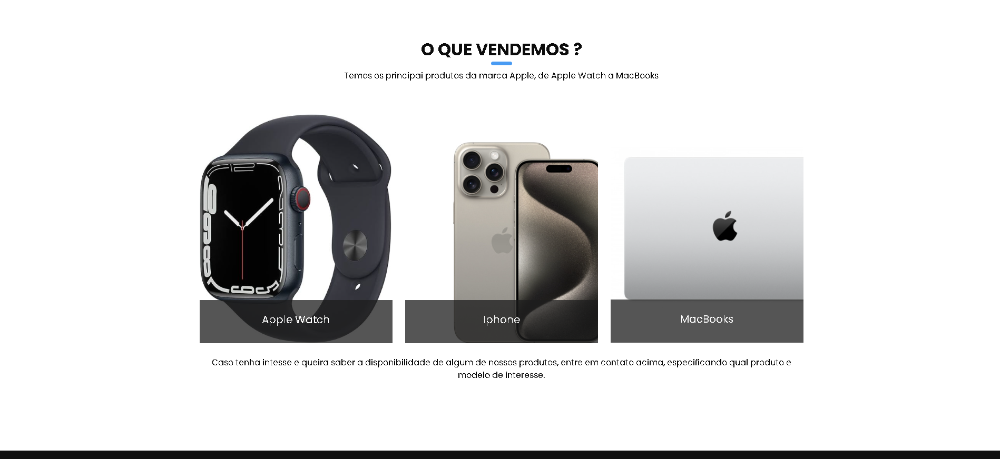 O QUE VENDEMOS ?
Temos os principai produtos da marca Apple, de Apple Watch a MacBooks
Apple Watch
Iphone
MacBooks
Caso tenha intesse e queira saber a disponibilidade de algum de nossos produtos, entre em contato acima, especificando qual produto e
modelo de interesse.